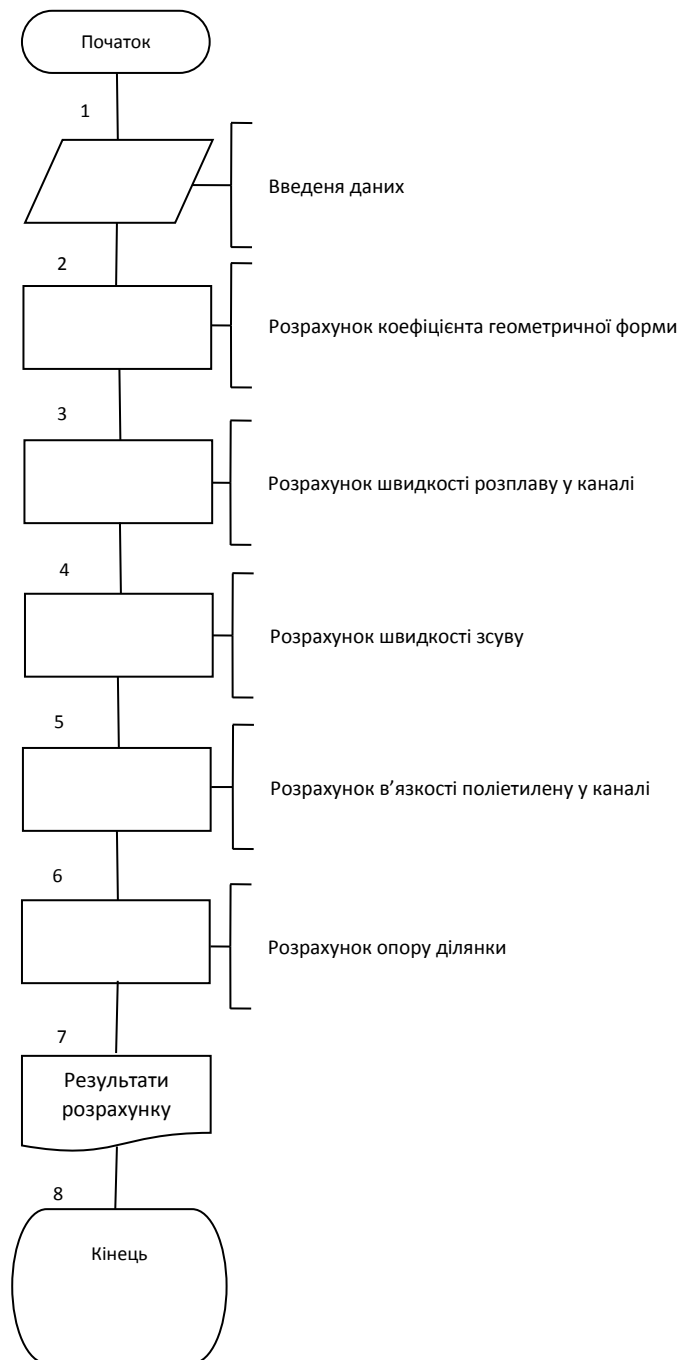 Початок
1
Введеня даних
2
Розрахунок коефіцієнта геометричної форми
3
Розрахунок швидкості розплаву у каналі
4
Розрахунок швидкості зсуву
5
Розрахунок в’язкості поліетилену у каналі
6
Розрахунок опору ділянки
7
Результати
розрахунку
8
Кінець